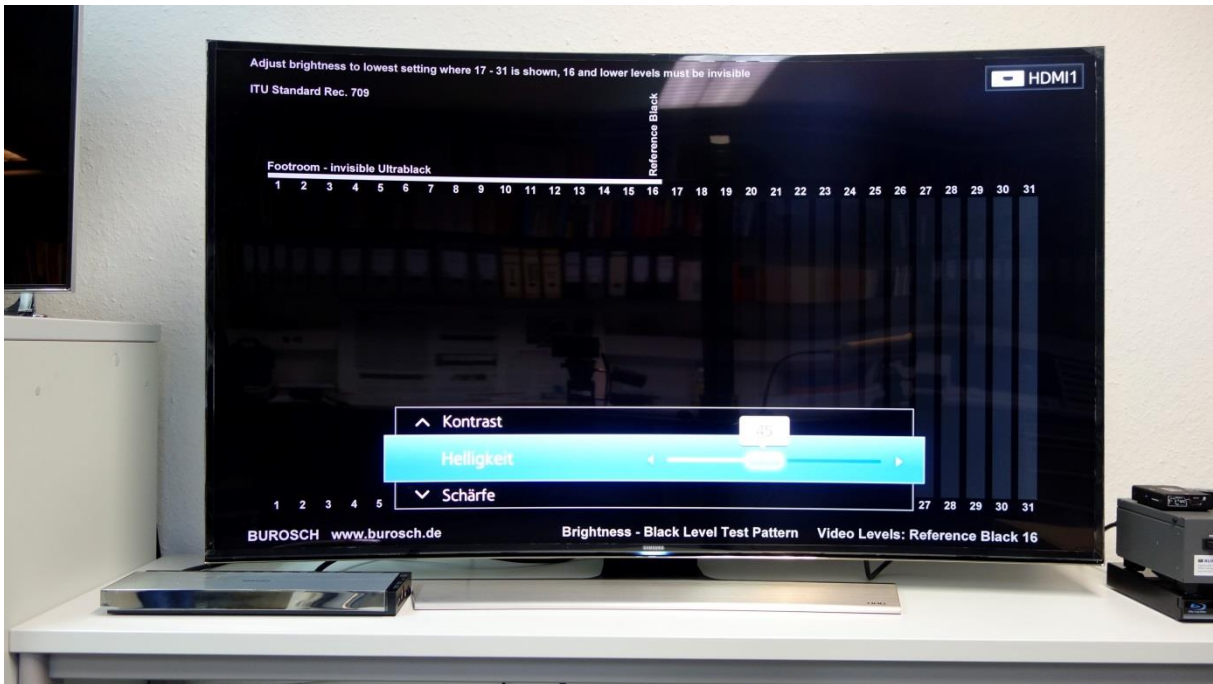 Adjust brightness to lowest setting where 17 - 31 is shown, 16 and lower levels must be invisible
HDMI1
ITU Standard Rec. 709
Reference Black
Footroom - invisible Ultrablack
1 2 3 4 5 6 7 8 9 10 11 12 13 14 15 16 17 18 19 20 21 22 23 24 25 26 27 28 29 30 31
Kontrast
45
Helligkeit
Schärfe
1 2 3 4 5 27 28 29 30 31
BUROSCH www.burosch.de Brightness - Black Level Test Pattern Video Levels: Reference Black 16
SAMSUNG